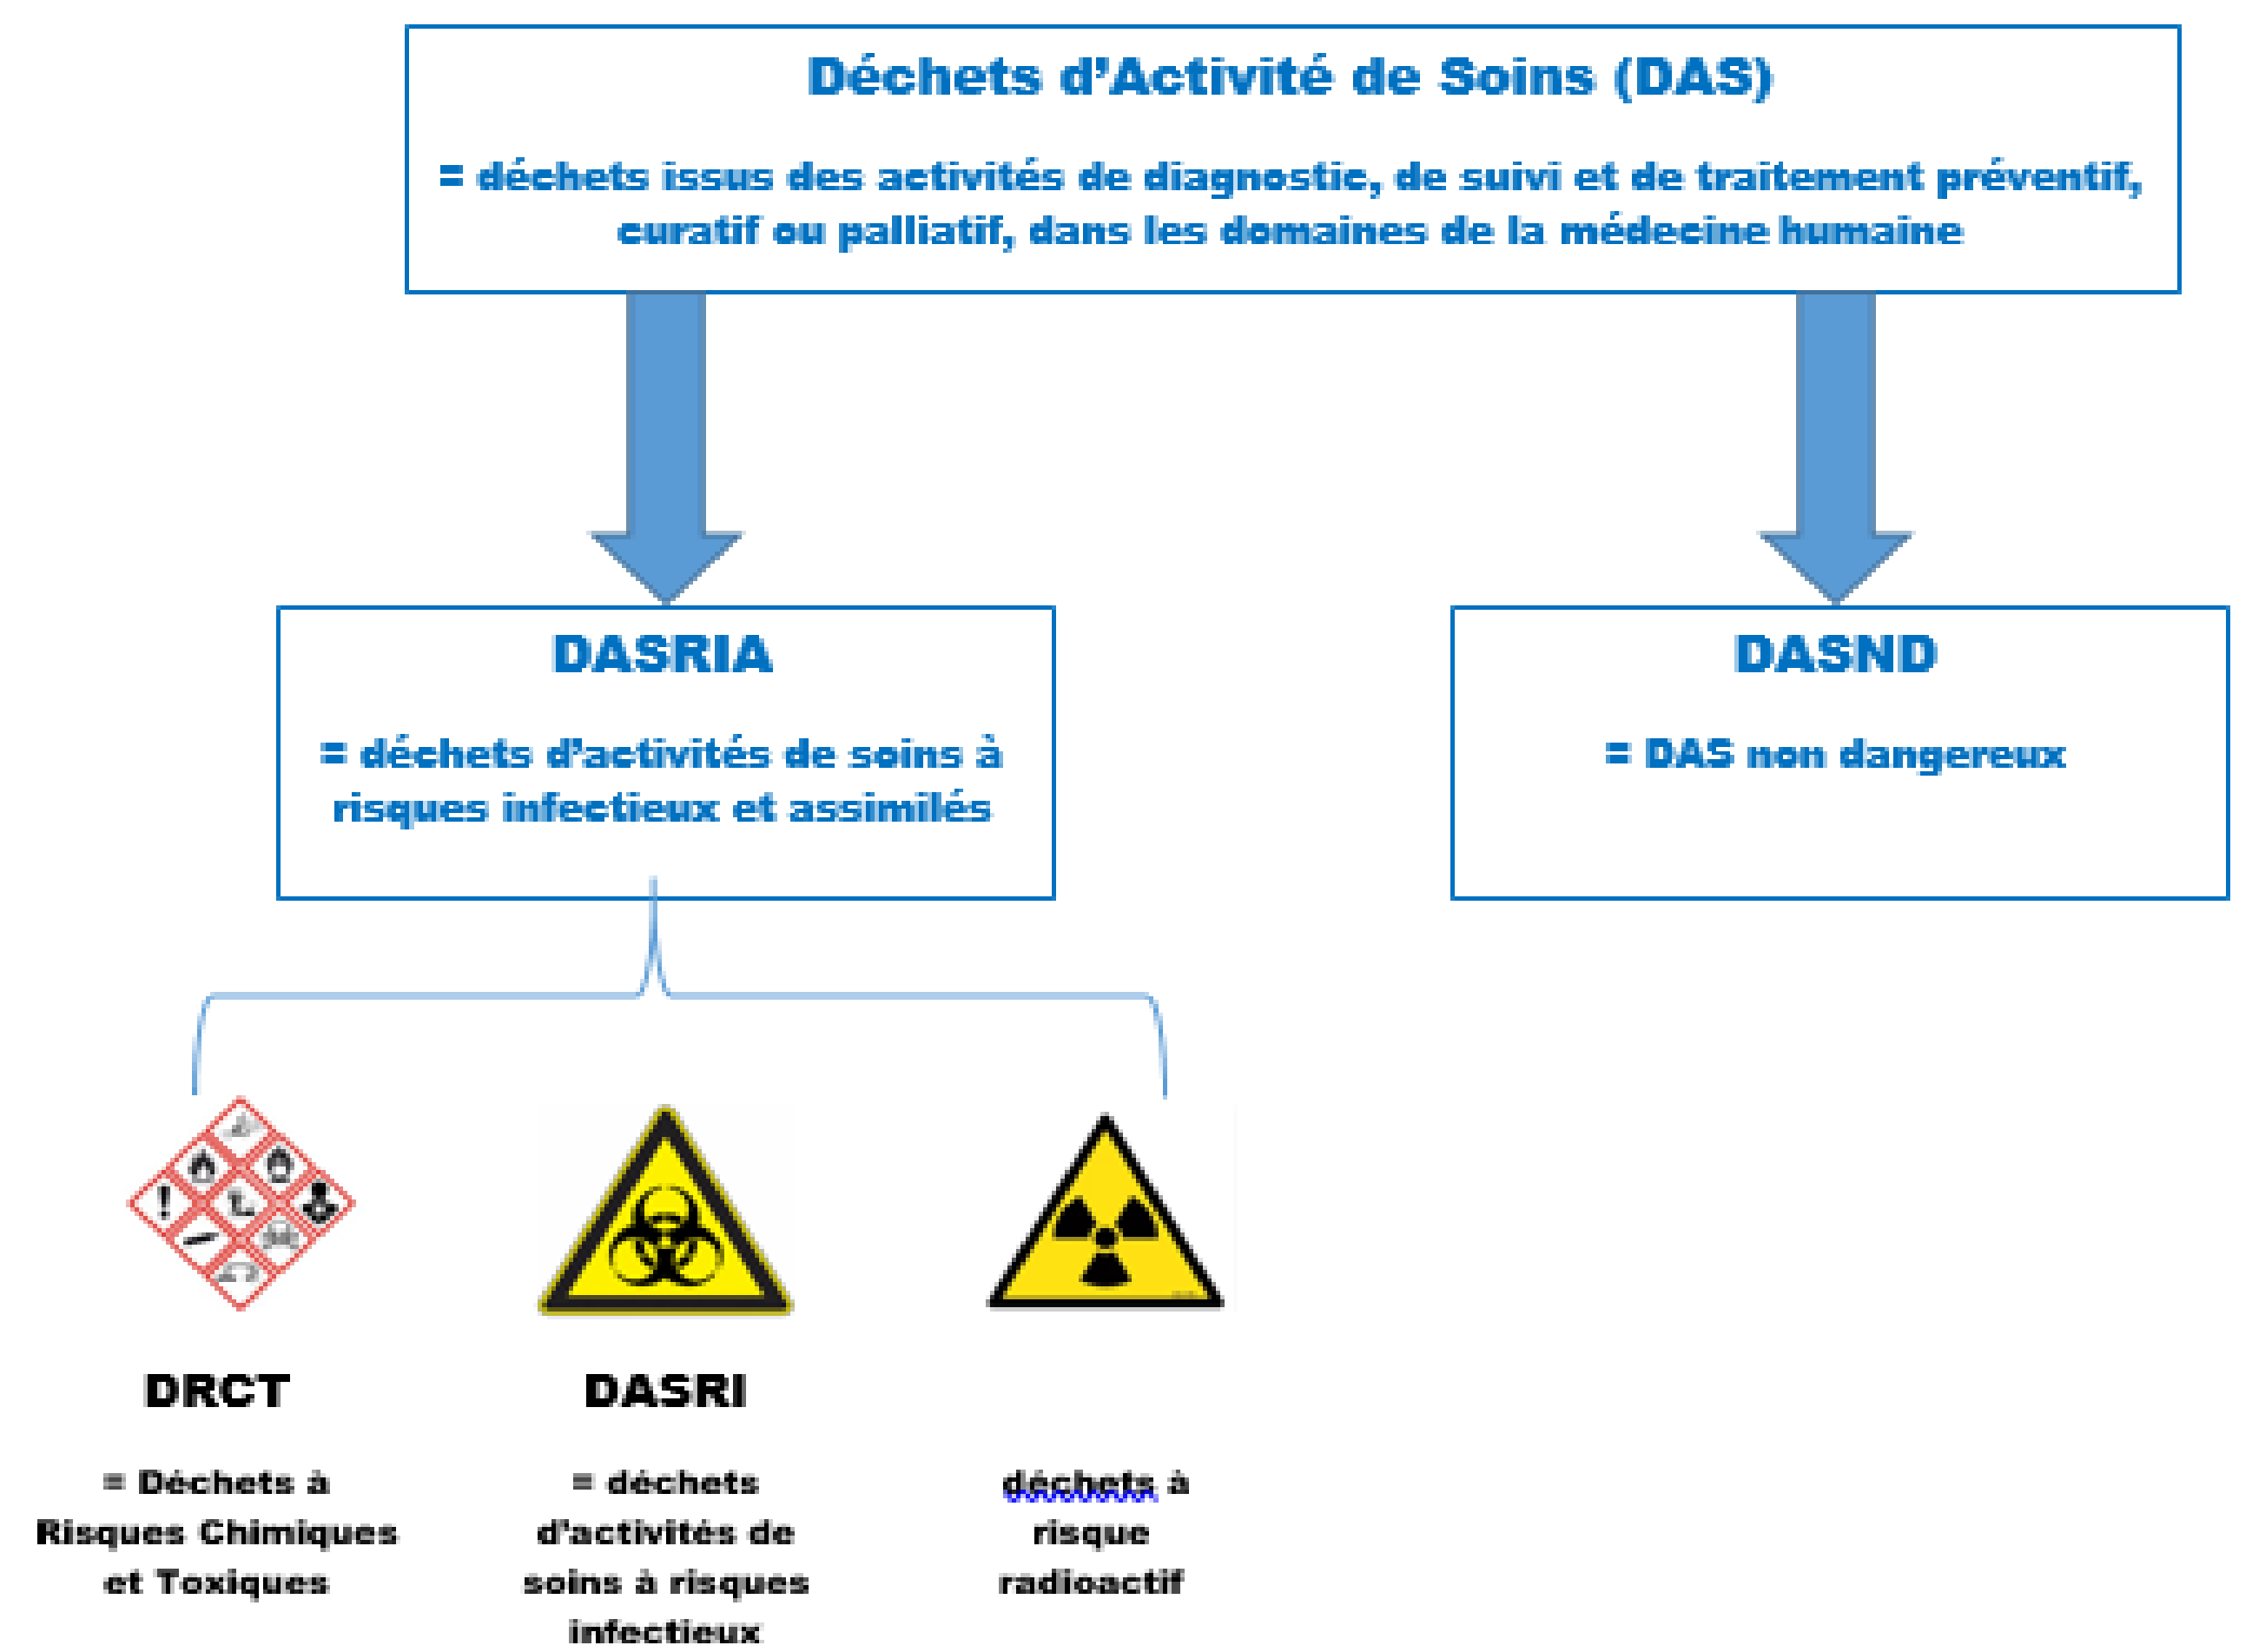 Déchets d’Activité de Soins (DAS)
= déchets issus des activités de diagnostic, de suivi et de traitement préventif,
curatif ou palliatif, dans les domaines de la médecine humaine
DASRIA
= déchets d’activités de soins à
risques infectieux et assimilés
DASND
= DAS non dangereux
DRCT
= Déchets à
Risques Chimiques
et Toxiques
DASRI
= déchets
d’activités de
soins à risques
infectieux
déchets à
risque
radioactif